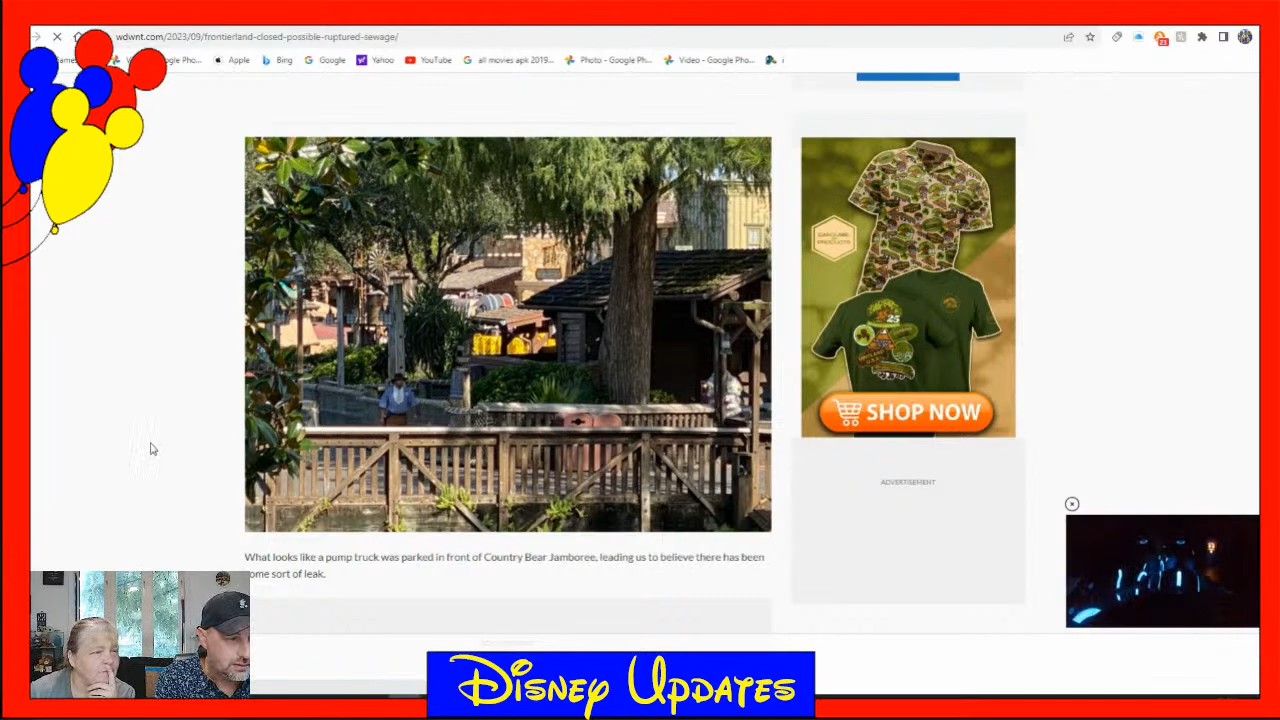 wdwnt.com/2023/09/frontierland-closed-possible-ruptured-sewage/
Apple Bing Google Yahoo YouTube all movies apk 2019... Photo - Google Pho... Video - Google Pho...
SHOP NOW
ADVERTISEMENT
What looks like a pump truck was parked in front of Country Bear Jamboree, leading us to believe there has been
ome sort of leak.
DISNEY UPDATES